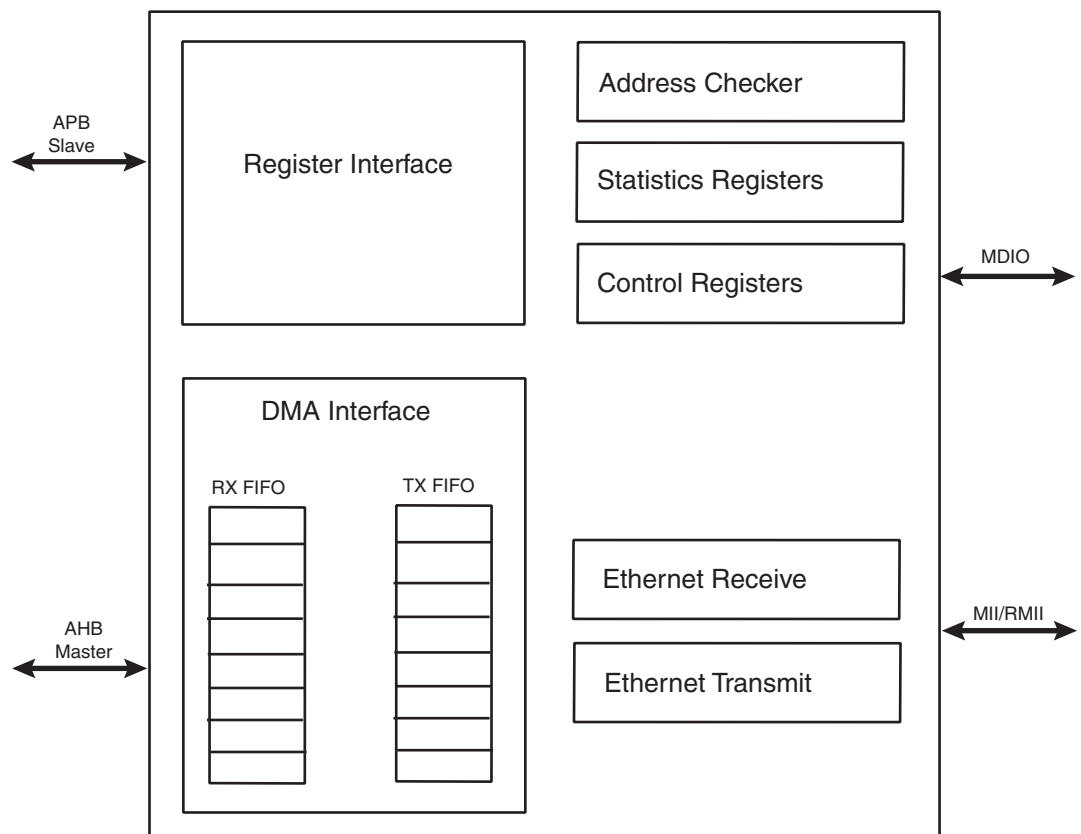 Address Checker
APB
Slave
Register Interface
Statistics Registers
MDIO
Control Registers
DMA Interface
RX FIFO
TX FIFO
Ethernet Receive
MII/RMII
AHB
Master
Ethernet Transmit